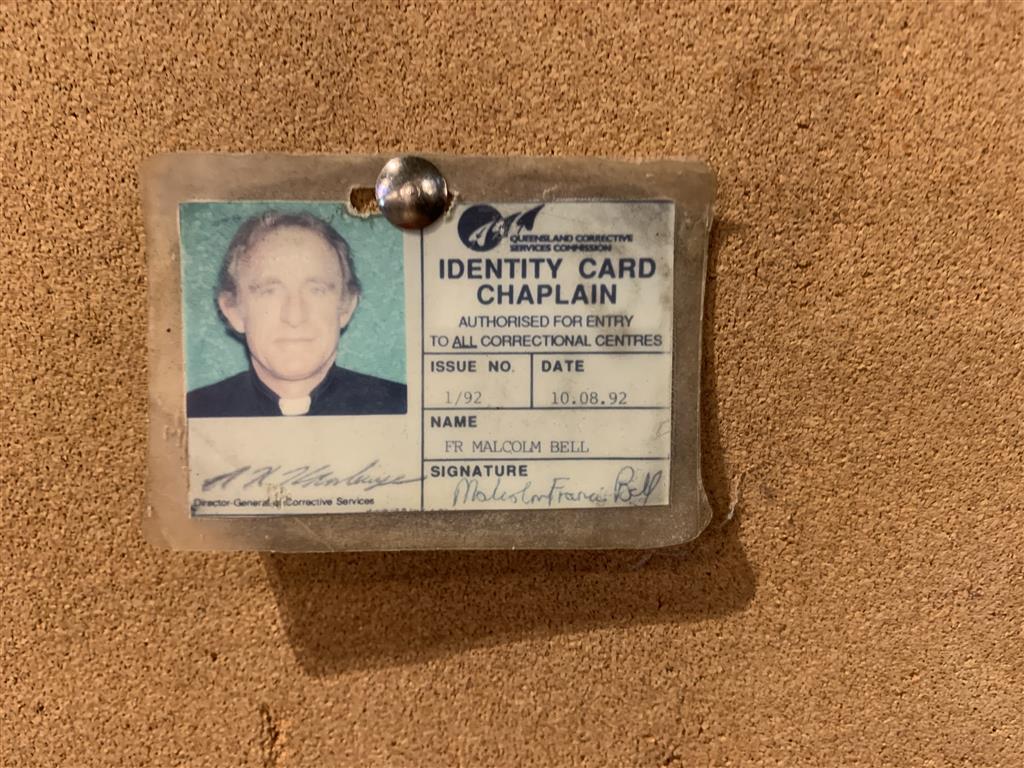 QUEENSLAND CORRECTIVE
SERVICES COMMISSION
IDENTITY CARD
CHAPLAIN
AUTHORISED FOR ENTRY
TO ALL CORRECTIONAL CENTRES
ISSUE NO.
DATE
1/92
10.08.92
NAME
FR MALCOLM BELL
SIGNATURE
Malcolm Francis Bell
Director-General of Corrective Services